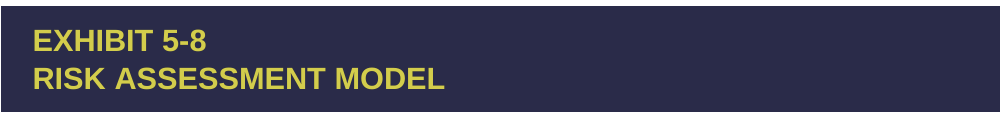 EXHIBIT 5-8
RISK ASSESSMENT MODEL